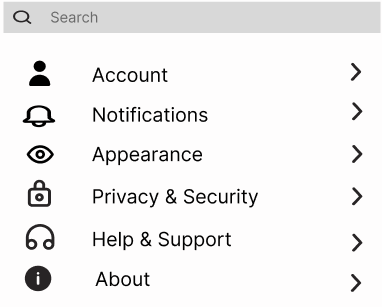 Search
Account
Notifications
Appearance
Privacy & Security
Help & Support
About